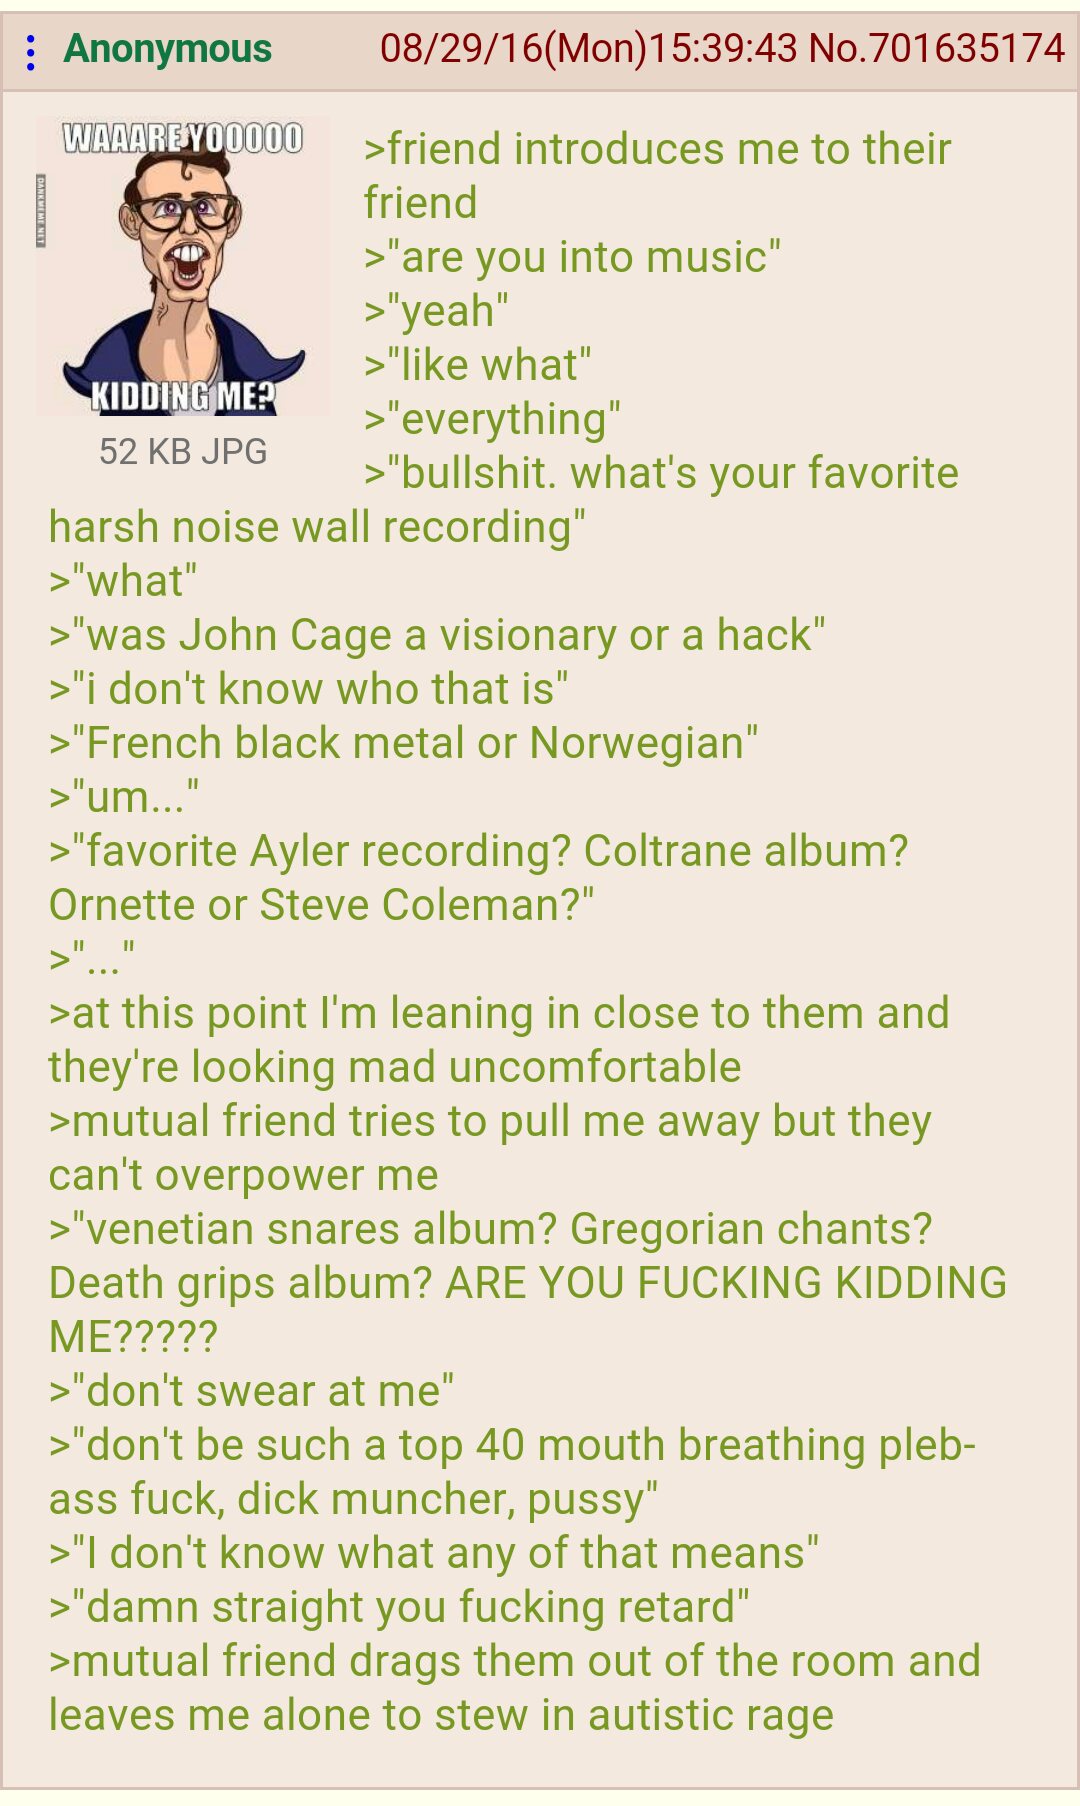 Anonymous 08/29/16(Mon)15:39:43 No.701635174
WAAARE YOOOOO
DANKMEME.NET
KIDDING ME?
52 KB JPG
>friend introduces me to their
friend
>"are you into music"
>"yeah"
>"like what"
>"everything"
>"bullshit. what's your favorite
harsh noise wall recording"
>"what"
>"was John Cage a visionary or a hack"
>"i don't know who that is"
>"French black metal or Norwegian"
>"um..."
>"favorite Ayler recording? Coltrane album?
Ornette or Steve Coleman?"
>"..."
>at this point I'm leaning in close to them and
they're looking mad uncomfortable
>mutual friend tries to pull me away but they
can't overpower me
>"venetian snares album? Gregorian chants?
Death grips album? ARE YOU FUCKING KIDDING
ME?????
>"don't swear at me"
>"don't be such a top 40 mouth breathing pleb-
ass fuck, dick muncher, pussy"
>"I don't know what any of that means"
>"damn straight you fucking retard"
>mutual friend drags them out of the room and
leaves me alone to stew in autistic rage